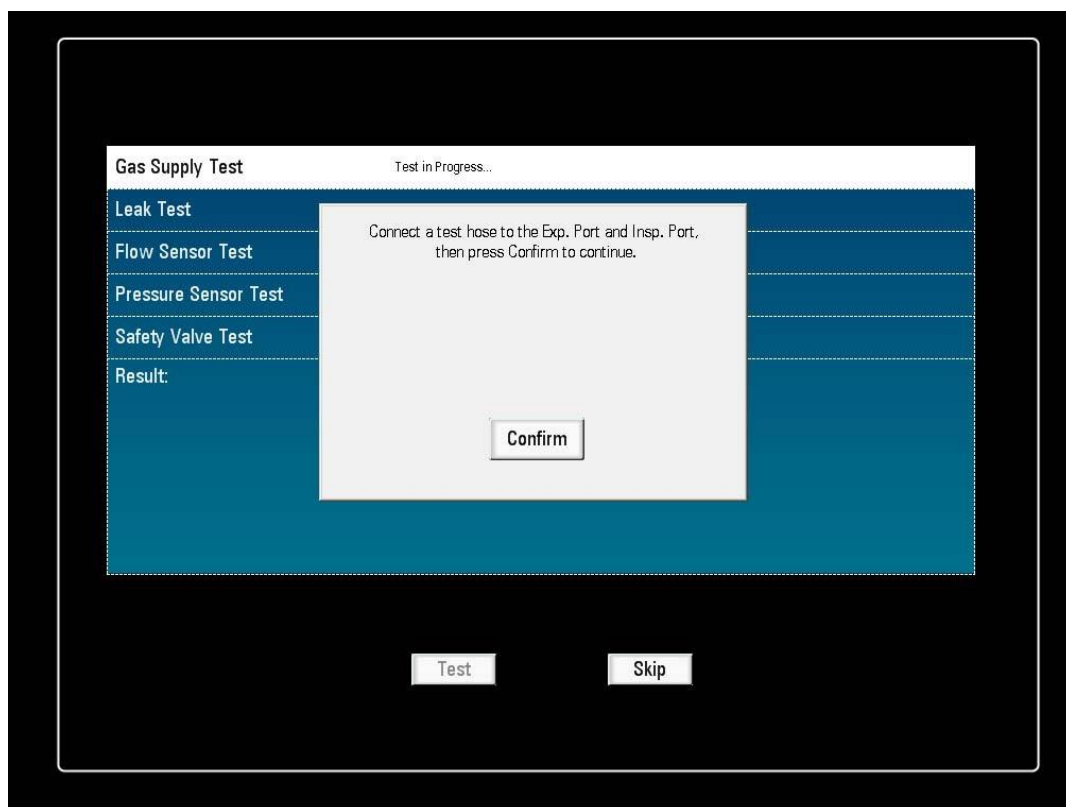 Gas Supply Test
Test in Progress...
Leak Test
Connect a test hose to the Exp. Port and Insp. Port,
then press Confirm to continue.
Flow Sensor Test
Pressure Sensor Test
Safety Valve Test
Result:
Confirm
Test
Skip